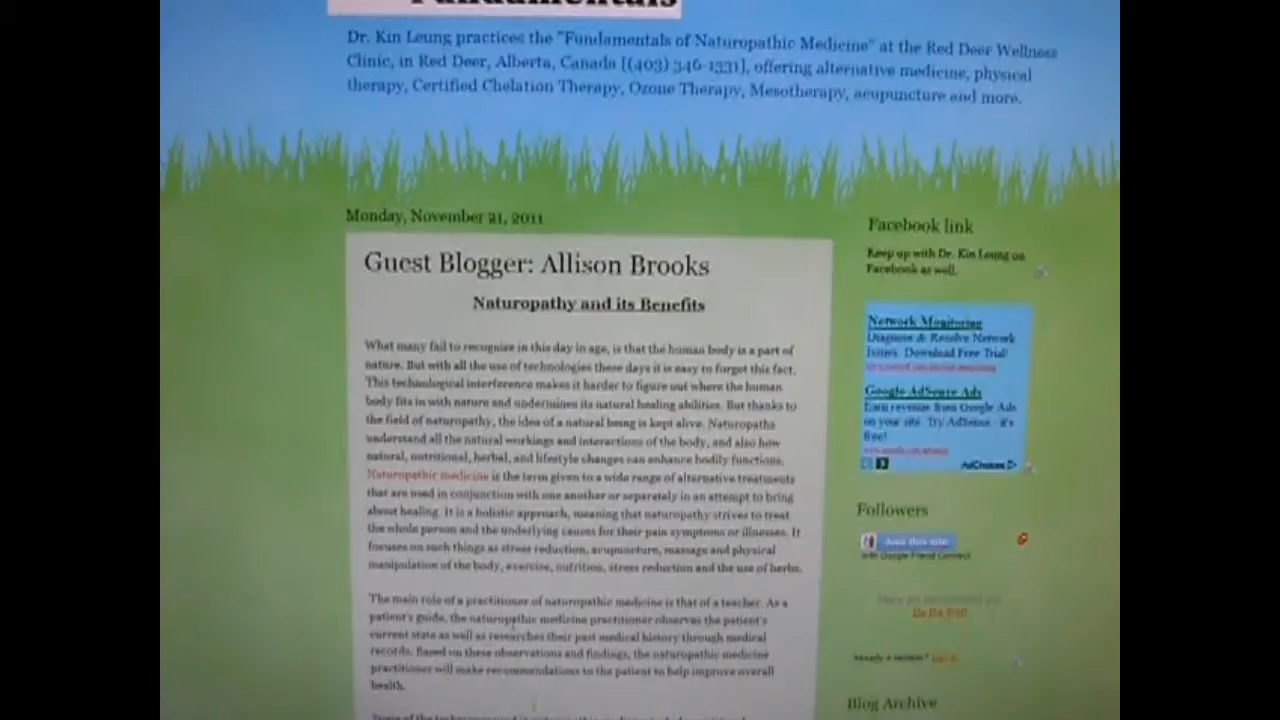 Fundamentals
Dr. Kin Leung practices the "Fundamentals of Naturopathic Medicine" at the Red Deer Wellness
Clinic, in Red Deer, Alberta, Canada [(403) 346-1331], offering alternative medicine, physical
therapy, Certified Chelation Therapy, Ozone Therapy, Mesotherapy, acupuncture and more.
Monday, November 21, 2011
Guest Blogger: Allison Brooks
Naturopathy and its Benefits
What many fail to recognize in this day in age, is that the human body is a part of
nature. But with all the use of technologies these days it is easy to forget this fact.
This technological interference makes it harder to figure out where the human
body fits in with nature and undermines its natural healing abilities. But thanks to
the field of naturopathy, the idea of a natural being is kept alive. Naturopaths
understand all the natural workings and interactions of the body, and also how
natural, nutritional, herbal, and lifestyle changes can enhance bodily functions.
Naturopathic medicine is the term given to a wide range of alternative treatments
that are used in conjunction with one another or separately in an attempt to bring
about healing. It is a holistic approach, meaning that naturopathy strives to treat
the whole person and the underlying causes for their pain symptoms or illnesses. It
focuses on such things as stress reduction, acupuncture, massage and physical
manipulation of the body, exercise, nutrition, stress reduction and the use of herbs.
The main role of a practitioner of naturopathic medicine is that of a teacher. As a
patient's guide, the naturopathic medicine practitioner observes the patient's
current state as well as researches their past medical history through medical
records. Based on these observations and findings, the naturopathic medicine
practitioner will make recommendations to the patient to help improve overall
health.
Facebook link
Keep up with Dr. Kin Leung on
Facebook as well.
Network Monitoring
Diagnose & Resolve Network
Issues. Download Free Trial!
Google AdSense Ads
Earn revenue from Google Ads
on your site. Try AdSense - it's
free!
AdChoices
Followers
Join this site
with Google Friend Connect
Already a member? Sign in
Blog Archive